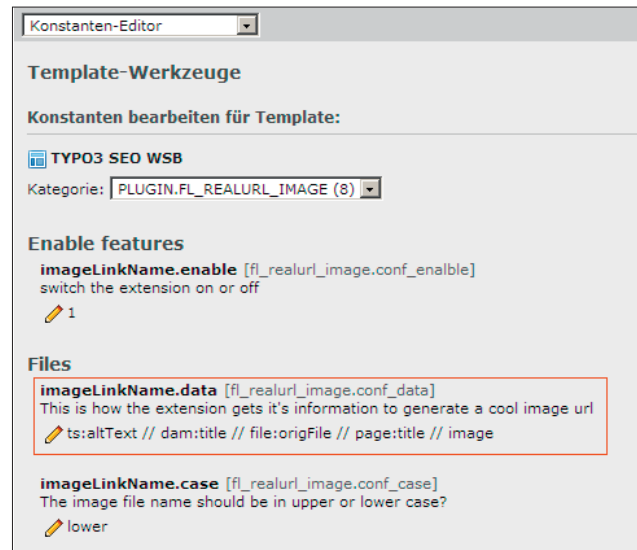 Konstanten-Editor
Template-Werkzeuge
Konstanten bearbeiten für Template:
TYPO3 SEO WSB
Kategorie: PLUGIN.FL_REALURL_IMAGE (8)
Enable features
imageLinkName.enable [fl_realurl_image.conf_enalble]
switch the extension on or off
1
Files
imageLinkName.data [fl_realurl_image.conf_data]
This is how the extension gets it's information to generate a cool image url
ts:altText // dam:title // file:origFile // page:title // image
imageLinkName.case [fl_realurl_image.conf_case]
The image file name should be in upper or lower case?
lower